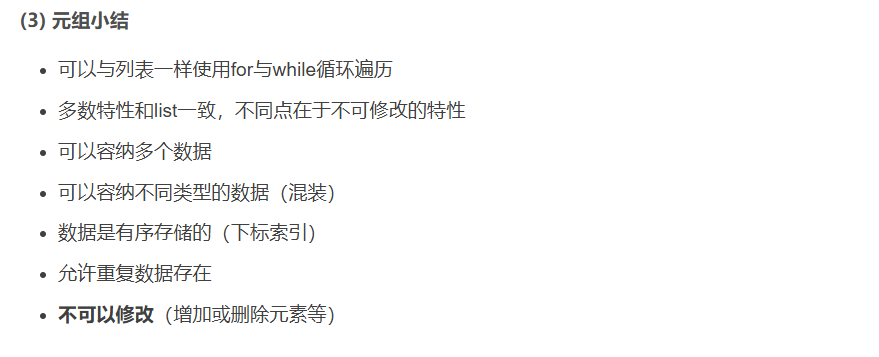 (3) 元组小结
• 可以与列表一样使用for与while循环遍历
• 多数特性和list一致，不同点在于不可修改的特性
• 可以容纳多个数据
• 可以容纳不同类型的数据（混装）
• 数据是有序存储的（下标索引）
• 允许重复数据存在
• 不可以修改（增加或删除元素等）